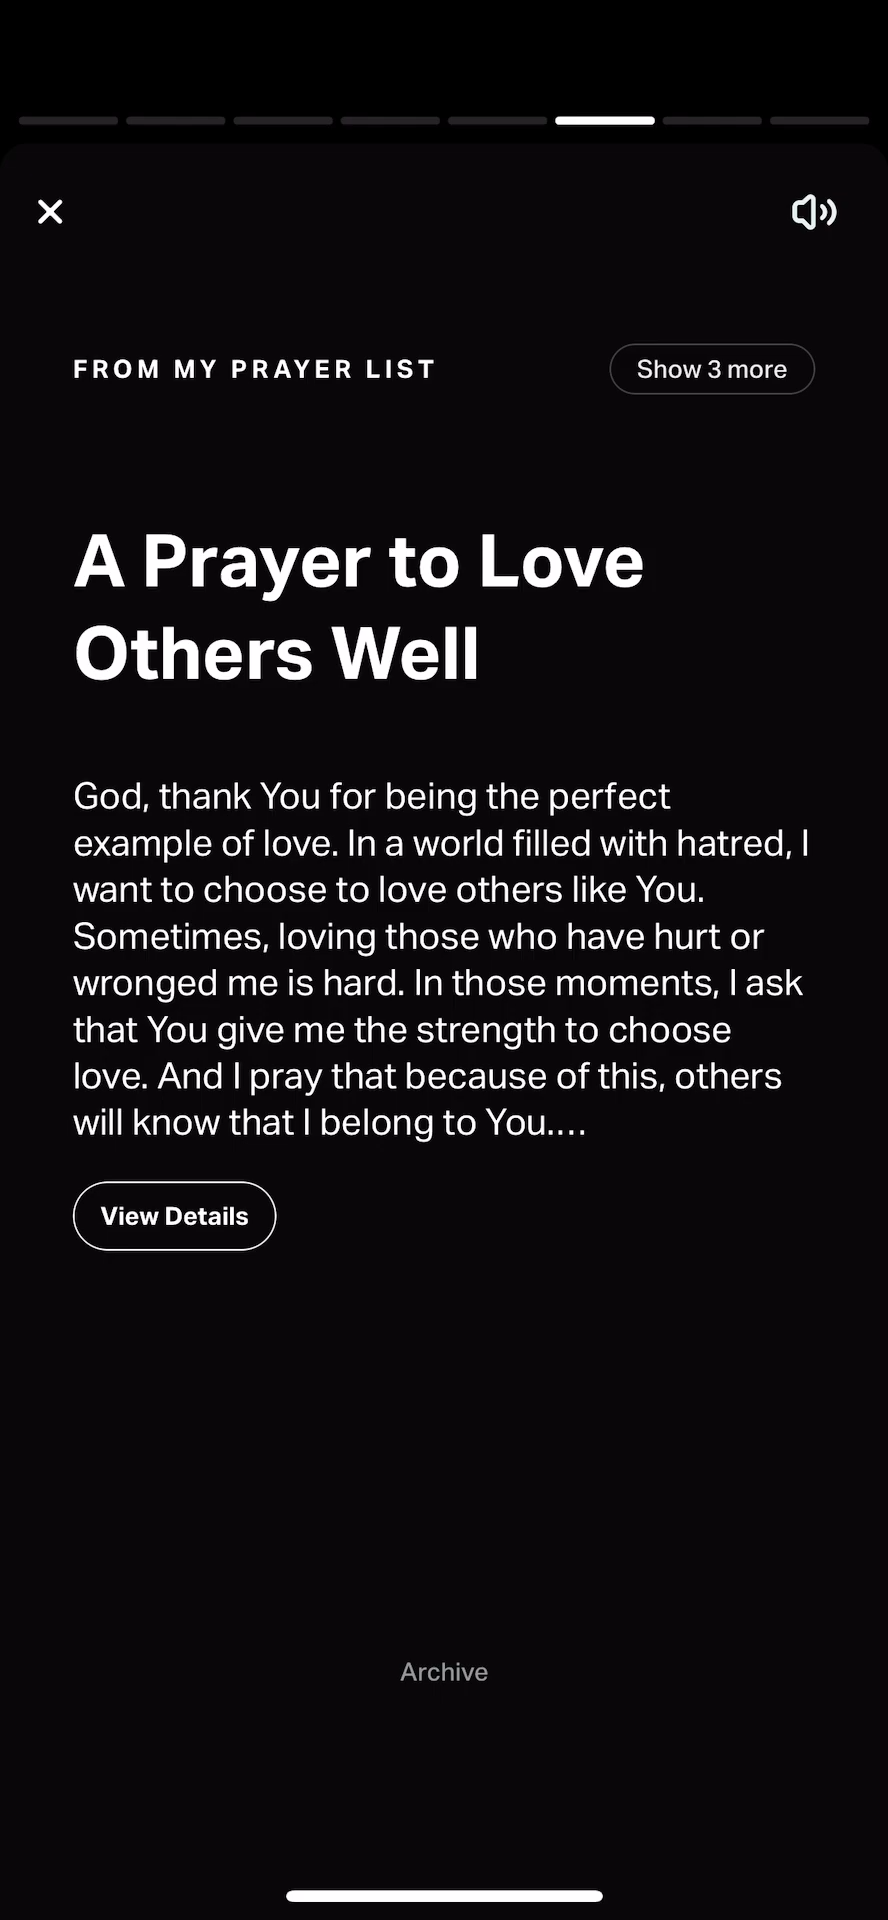 FROM MY PRAYER LIST
Show 3 more
A Prayer to Love
Others Well
God, thank You for being the perfect
example of love. In a world filled with hatred, I
want to choose to love others like You.
Sometimes, loving those who have hurt or
wronged me is hard. In those moments, I ask
that You give me the strength to choose
love. And I pray that because of this, others
will know that I belong to You....
View Details
Archive